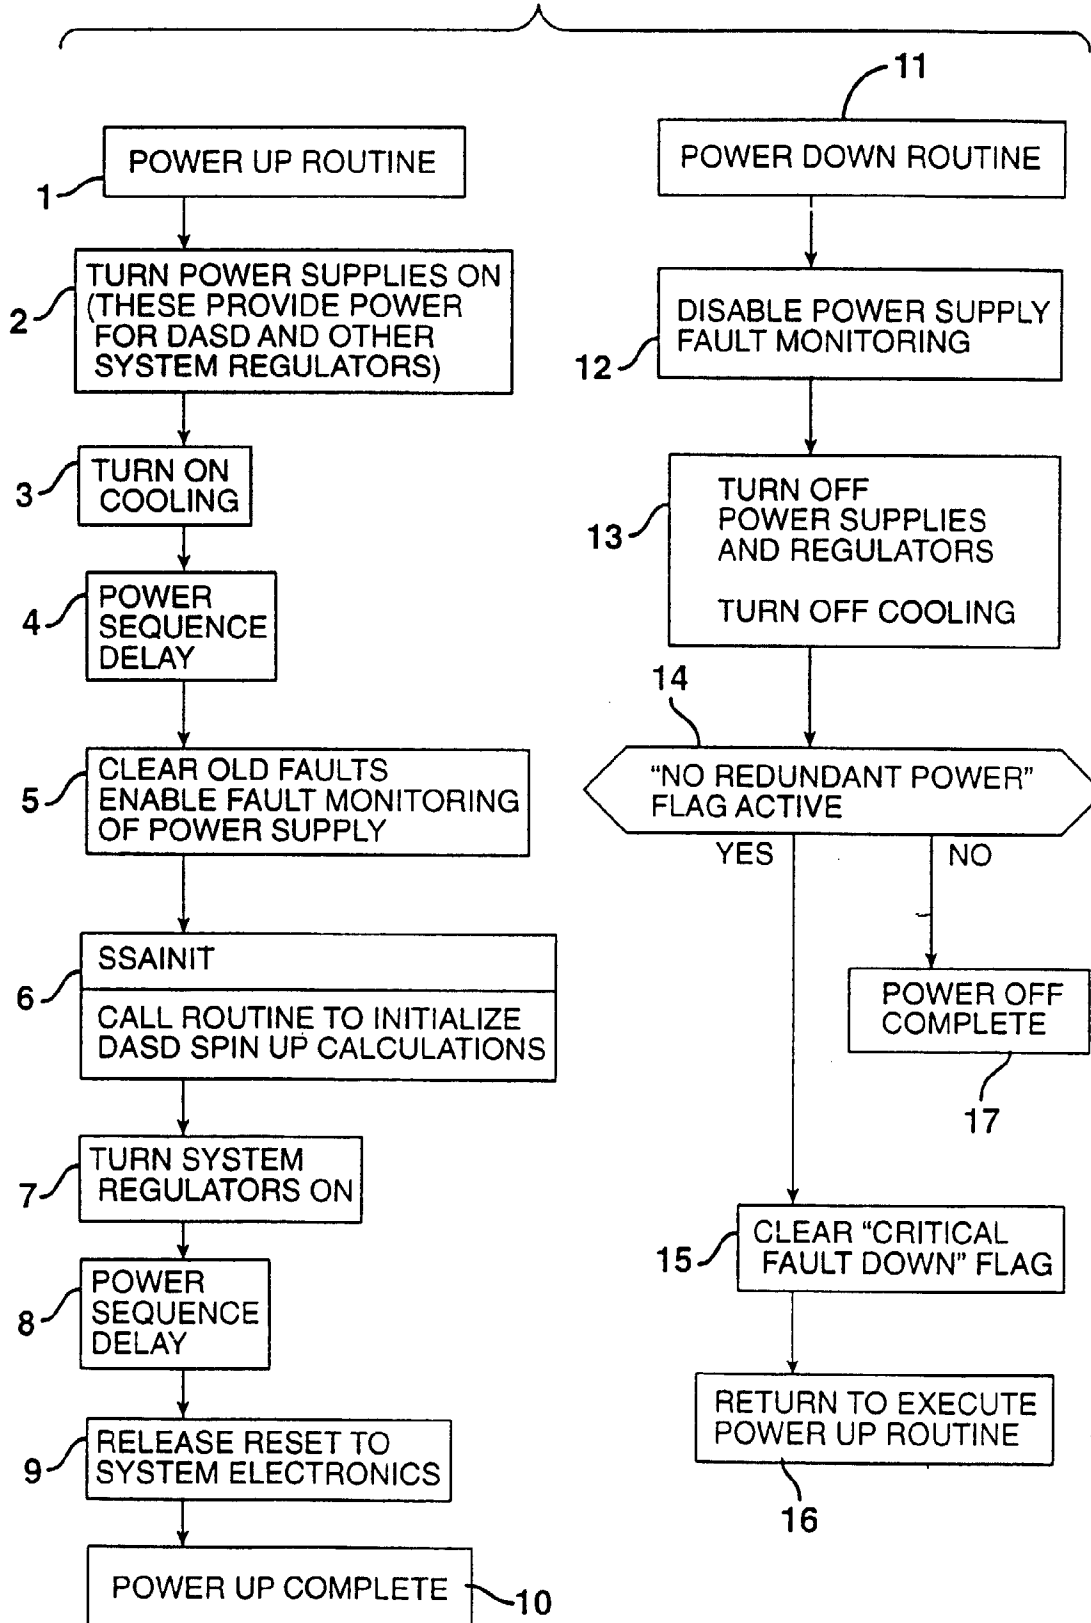 POWER UP ROUTINE
1
TURN POWER SUPPLIES ON
(THESE PROVIDE POWER
FOR DASD AND OTHER
SYSTEM REGULATORS)
2
TURN ON
COOLING
3
POWER
SEQUENCE
DELAY
4
CLEAR OLD FAULTS
ENABLE FAULT MONITORING
OF POWER SUPPLY
5
SSAINIT
6
CALL ROUTINE TO INITIALIZE
DASD SPIN UP CALCULATIONS
TURN SYSTEM
REGULATORS ON
7
POWER
SEQUENCE
DELAY
8
RELEASE RESET TO
SYSTEM ELECTRONICS
9
POWER UP COMPLETE
10
11
POWER DOWN ROUTINE
DISABLE POWER SUPPLY
FAULT MONITORING
12
TURN OFF
POWER SUPPLIES
AND REGULATORS
13
TURN OFF COOLING
14
“NO REDUNDANT POWER”
FLAG ACTIVE
YES
NO
POWER OFF
COMPLETE
17
CLEAR “CRITICAL
FAULT DOWN” FLAG
15
RETURN TO EXECUTE
POWER UP ROUTINE
16